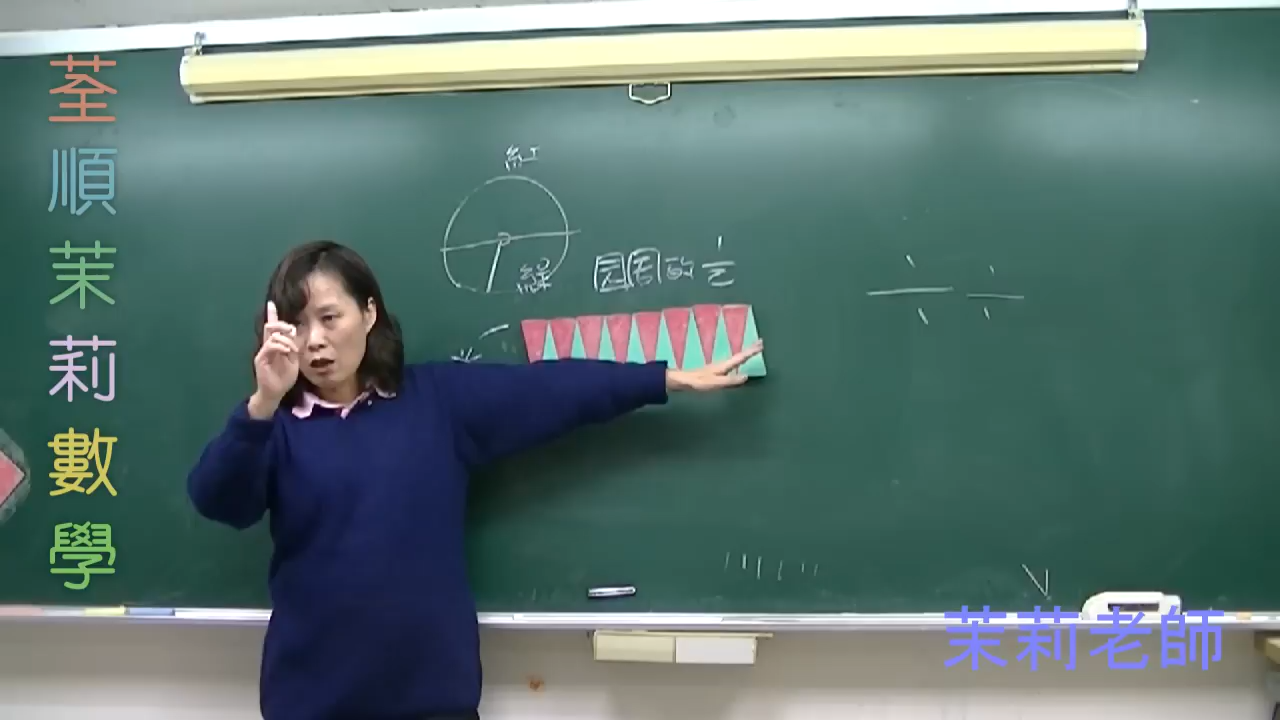 荃順茉莉數學
紅
綠
圓周的1/2
茉莉老師